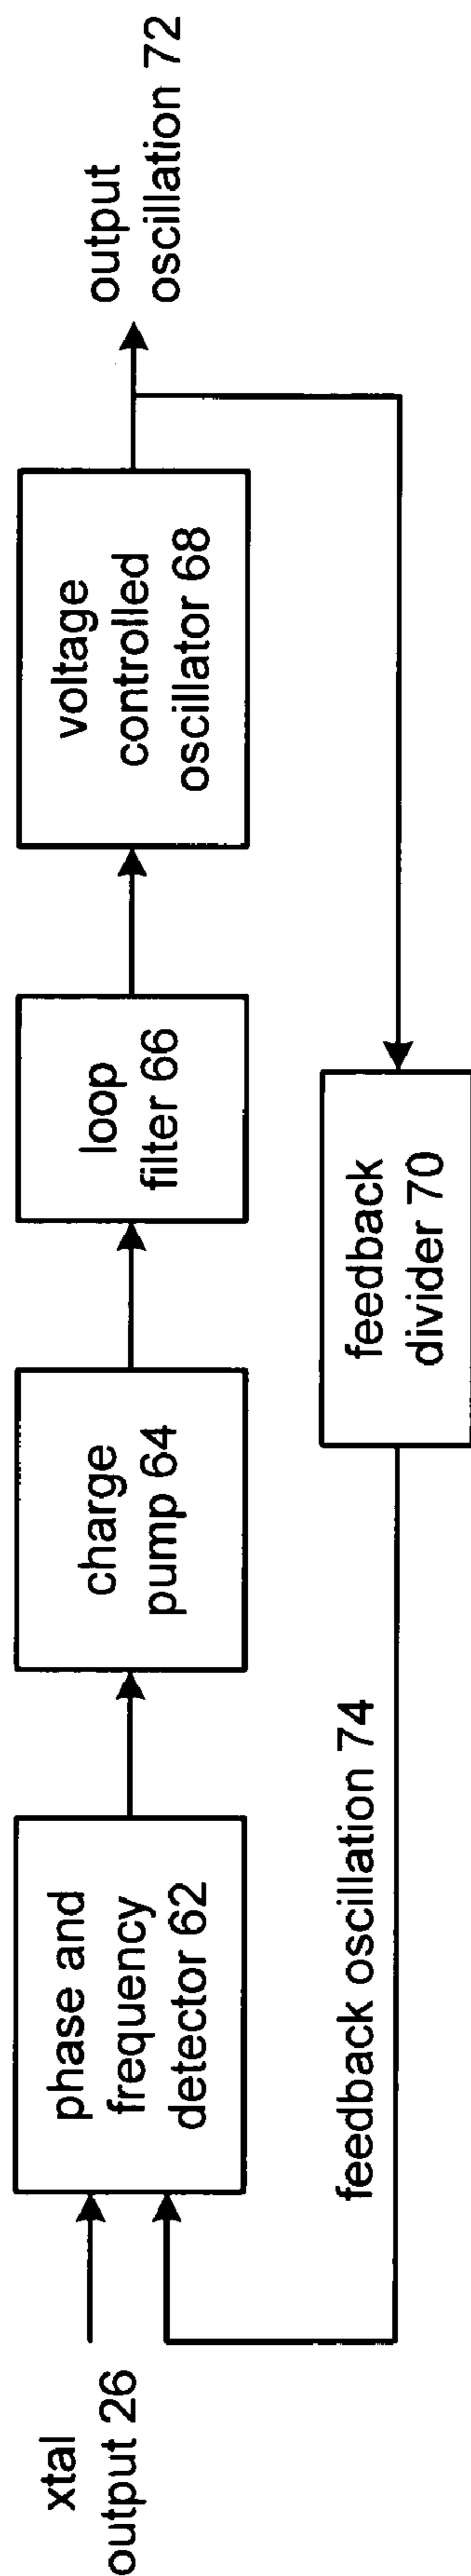 xtal
output 26
phase and
frequency
detector 62
charge
pump 64
loop
filter 66
voltage
controlled
oscillator 68
output
oscillation 72
feedback oscillation 74
feedback
divider 70